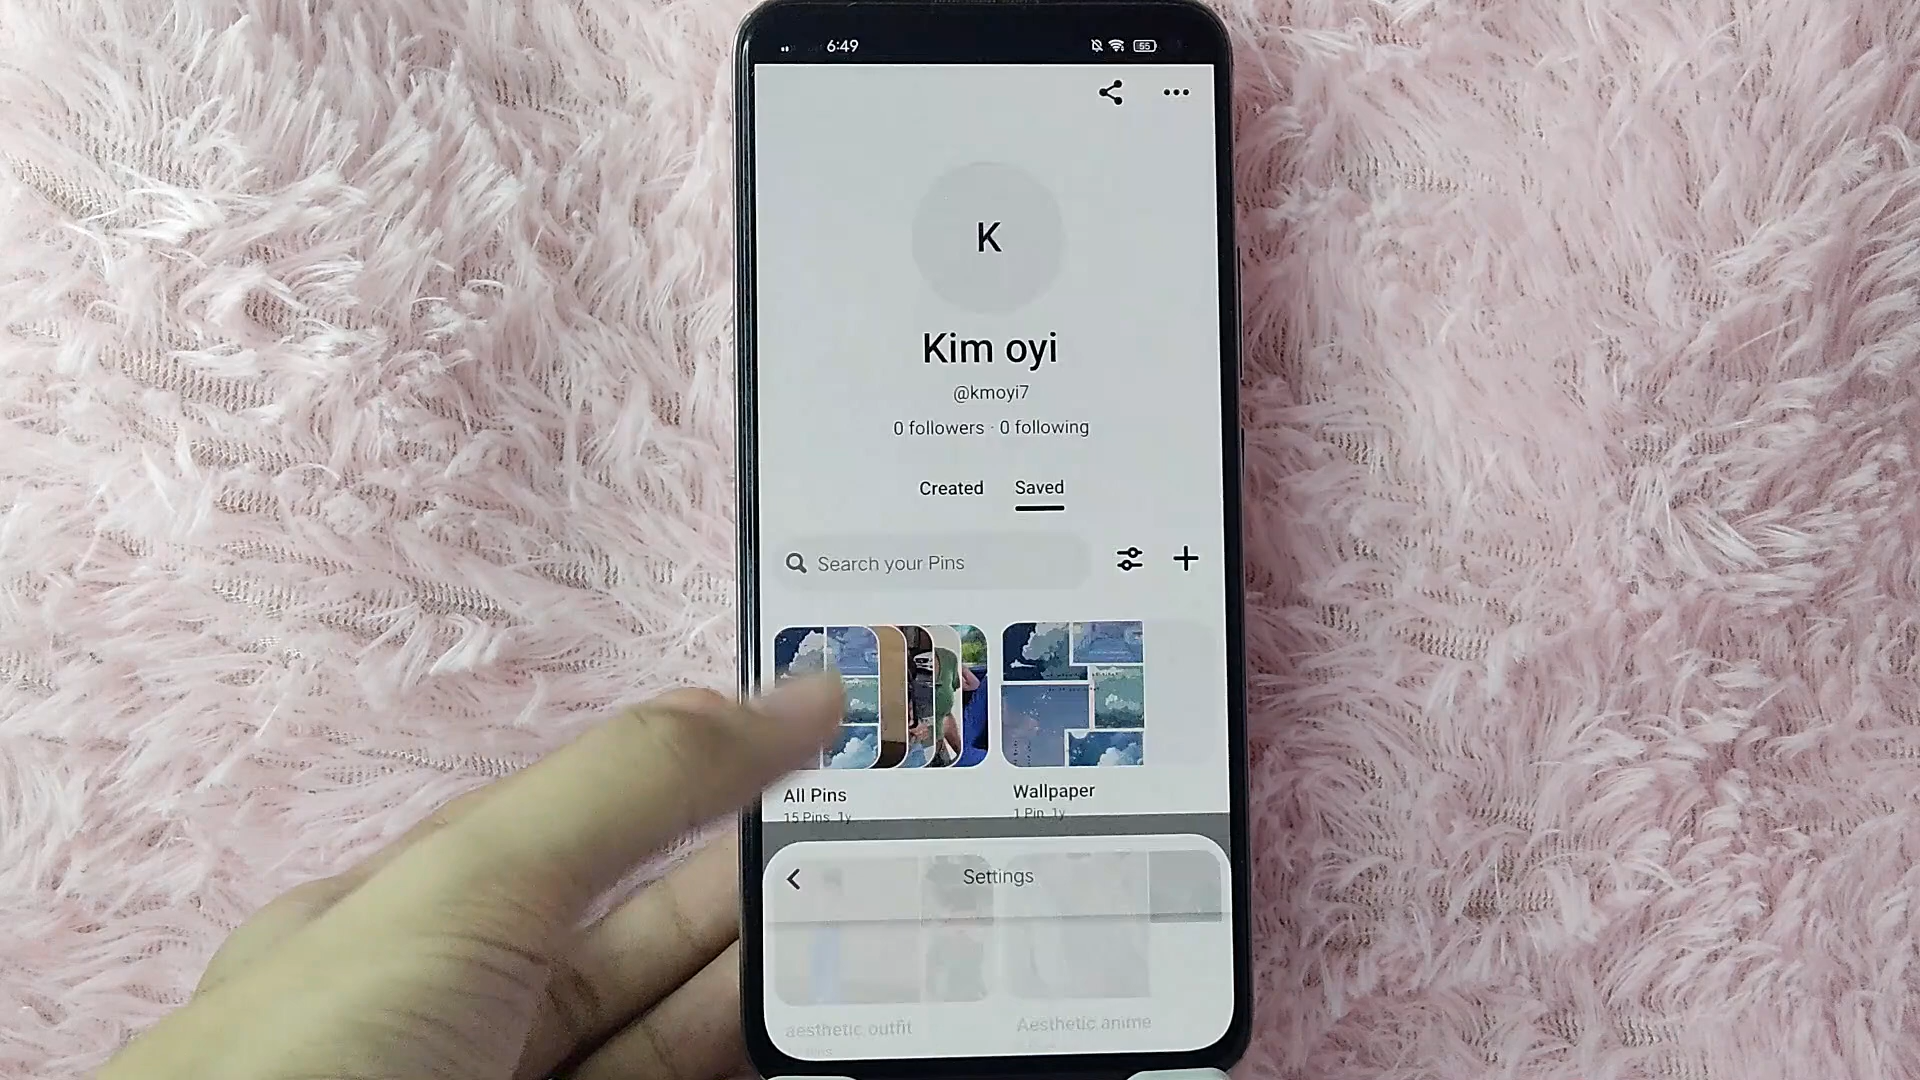 6:49
55
K
Kim oyi
@kmoyi7
0 followers · 0 following
Created Saved
Search your Pins
All Pins Wallpaper
15 Pins 1y 1 Pin 1y
Settings
aesthetic outfit Aesthetic anime